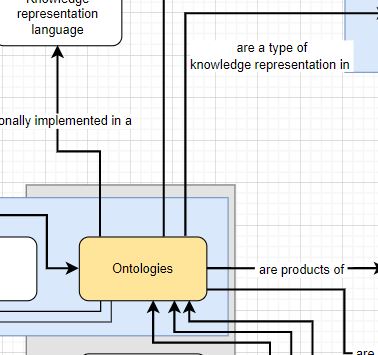 Knowledge
representation
language
are a type of
knowledge representation in
onally implemented in a
Ontologies
are products of
are